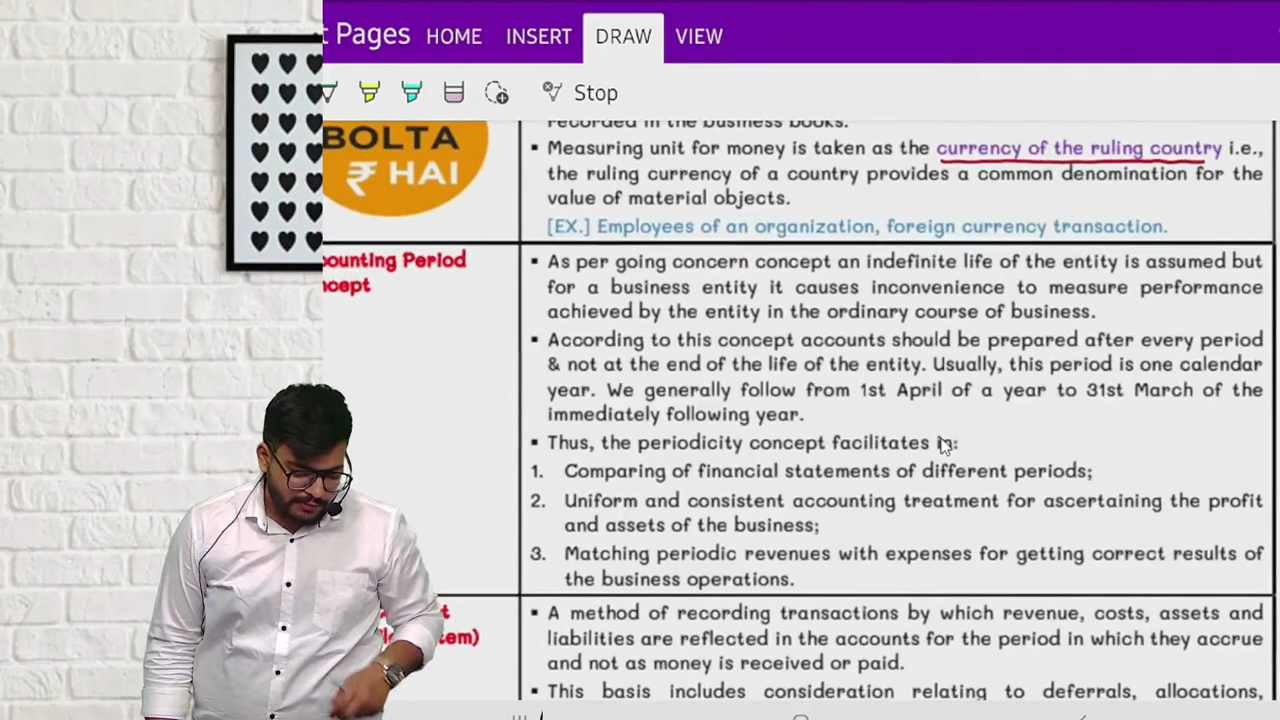 Pages HOME INSERT DRAW VIEW
Stop
BOLTA
₹ HAI
recorded in the business books.
▪ Measuring unit for money is taken as the currency of the ruling country i.e.,
the ruling currency of a country provides a common denomination for the
value of material objects.
[EX.] Employees of an organization, foreign currency transaction.
ounting Period
ncept
▪ As per going concern concept an indefinite life of the entity is assumed but
for a business entity it causes inconvenience to measure performance
achieved by the entity in the ordinary course of business.
▪ According to this concept accounts should be prepared after every period
& not at the end of the life of the entity. Usually, this period is one calendar
year. We generally follow from 1st April of a year to 31st March of the
immediately following year.
▪ Thus, the periodicity concept facilitates in:
1. Comparing of financial statements of different periods;
2. Uniform and consistent accounting treatment for ascertaining the profit
and assets of the business;
3. Matching periodic revenues with expenses for getting correct results of
the business operations.
tem)
▪ A method of recording transactions by which revenue, costs, assets and
liabilities are reflected in the accounts for the period in which they accrue
and not as money is received or paid.
▪ This basis includes consideration relating to deferrals, allocations,